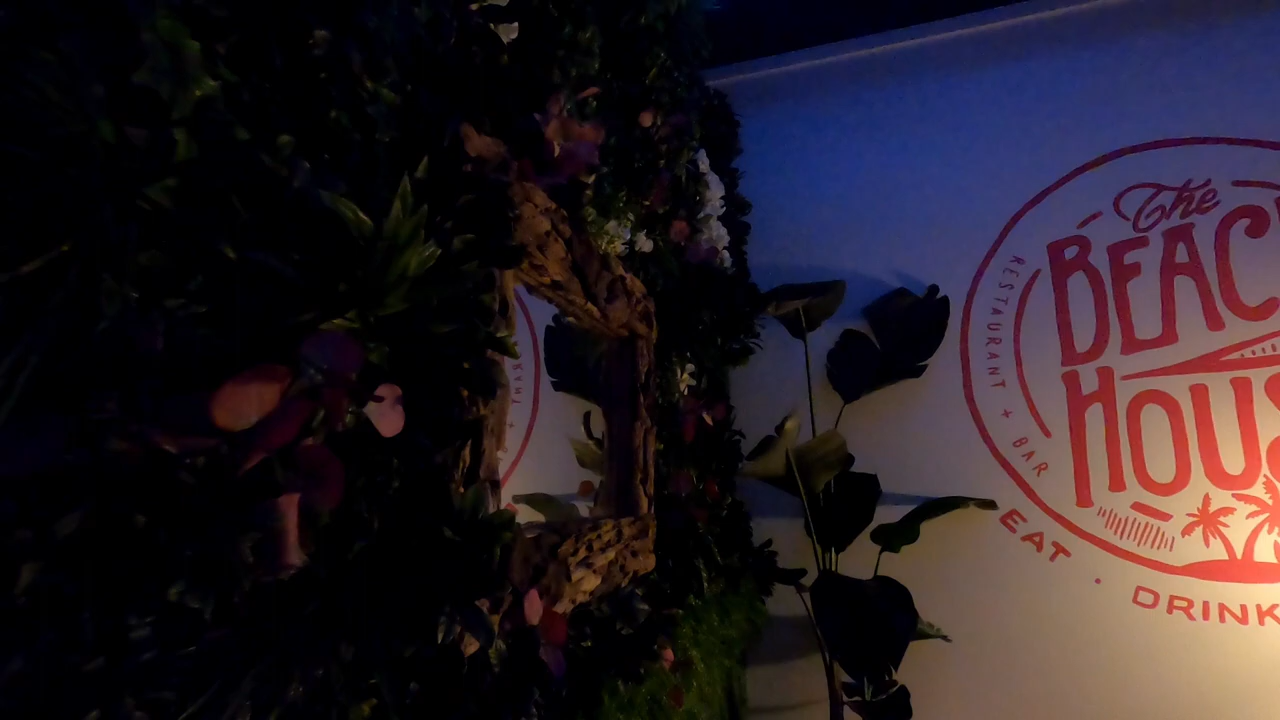 The
BEAC
HOUS
RESTAURANT + BAR
EAT · DRINK